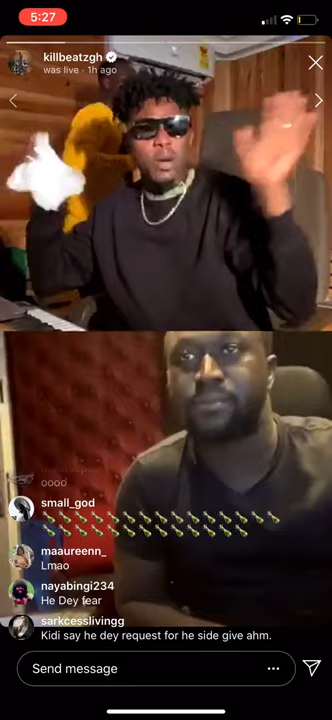 5:27
killbeatzgh
was live · 1h ago
oooo
small_god
maaureenn_
Lmao
nayabingi234
He Dey fear
sarkcesslivingg
Kidi say he dey request for he side give ahm.
Send message